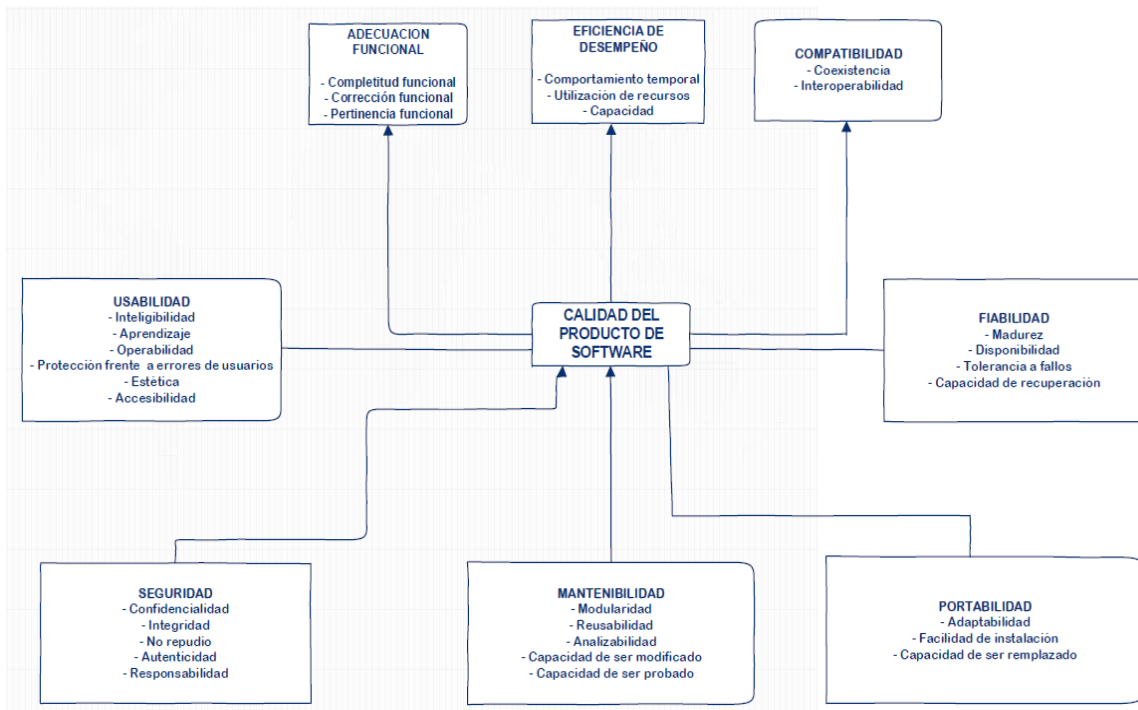 ADECUACION
FUNCIONAL
- Completitud funcional
- Corrección funcional
- Pertinencia funcional
EFICIENCIA DE
DESEMPEÑO
- Comportamiento temporal
- Utilización de recursos
- Capacidad
COMPATIBILIDAD
- Coexistencia
- Interoperabilidad
USABILIDAD
- Inteligibilidad
- Aprendizaje
- Operabilidad
- Protección frente a errores de usuarios
- Estética
- Accesibilidad
CALIDAD DEL
PRODUCTO DE
SOFTWARE
FIABILIDAD
- Madurez
- Disponibilidad
- Tolerancia a fallos
- Capacidad de recuperación
SEGURIDAD
- Confidencialidad
- Integridad
- No repudio
- Autenticidad
- Responsabilidad
MANTENIBILIDAD
- Modularidad
- Reusabilidad
- Analizabilidad
- Capacidad de ser modificado
- Capacidad de ser probado
PORTABILIDAD
- Adaptabilidad
- Facilidad de instalación
- Capacidad de ser remplazado